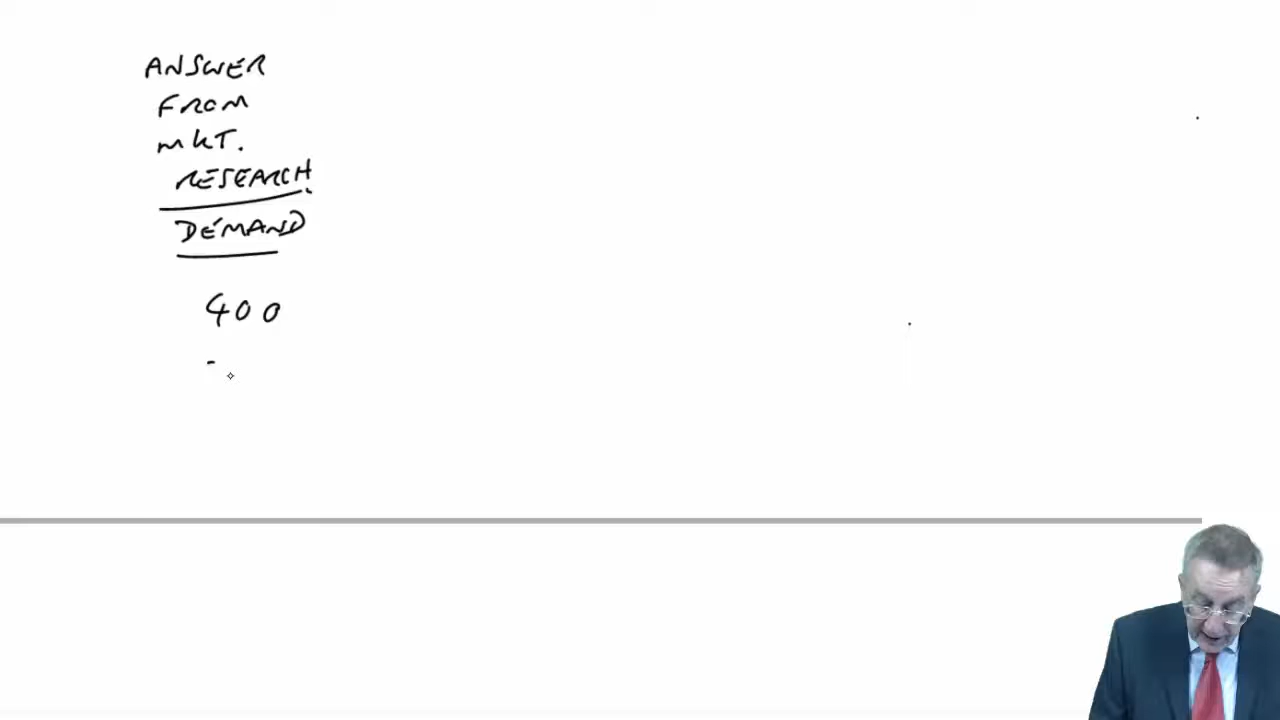 ANSWER
FROM
MKT.
RESEARCH
DEMAND
400